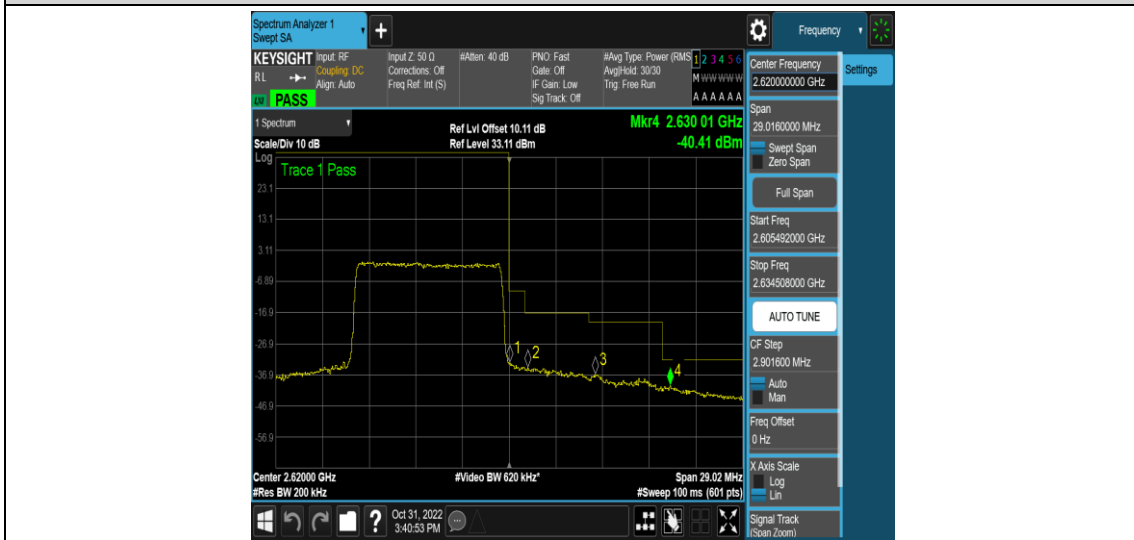 Spectrum Analyzer 1
Swept SA
Frequency
KEYSIGHT
Input: RF
Coupling: DC
Align: Auto
Input Z: 50 Ω
Corrections: Off
Freq Ref: Int (S)
#Atten: 40 dB
PNO: Fast
Gate: Off
IF Gain: Low
Sig Track: Off
#Avg Type: Power (RMS
Avg|Hold: 30/30
Trig: Free Run
1 2 3 4 5 6
M W W W W W
A A A A A A
R L
LXI
PASS
Center Frequency
2.620000000 GHz
Settings
Span
29.0160000 MHz
Swept Span
Zero Span
Full Span
Start Freq
2.605492000 GHz
Stop Freq
2.634508000 GHz
AUTO TUNE
CF Step
2.901600 MHz
Auto
Man
Freq Offset
0 Hz
X Axis Scale
Log
Lin
Signal Track
(Span Zoom)
1 Spectrum
Scale/Div 10 dB
Ref Lvl Offset 10.11 dB
Ref Level 33.11 dBm
Mkr4 2.630 01 GHz
-40.41 dBm
Log
Trace 1 Pass
23.1
13.1
3.11
-6.89
-16.9
-26.9
-36.9
-46.9
-56.9
1
2
3
4
Center 2.62000 GHz
#Res BW 200 kHz
#Video BW 620 kHz*
Span 29.02 MHz
#Sweep 100 ms (601 pts)
?
Oct 31, 2022
3:40:53 PM